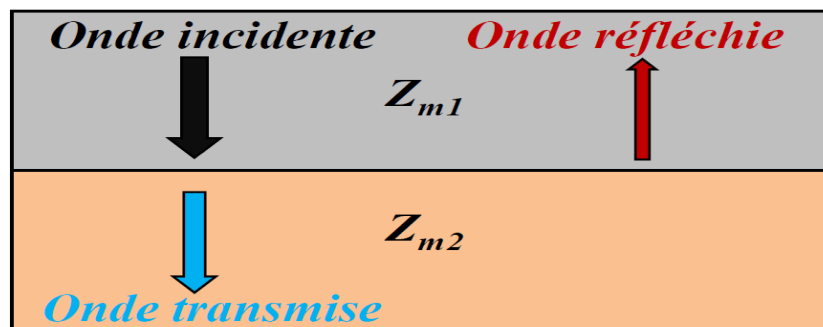 Onde incidente Onde réfléchie
Zm1
Zm2
Onde transmise